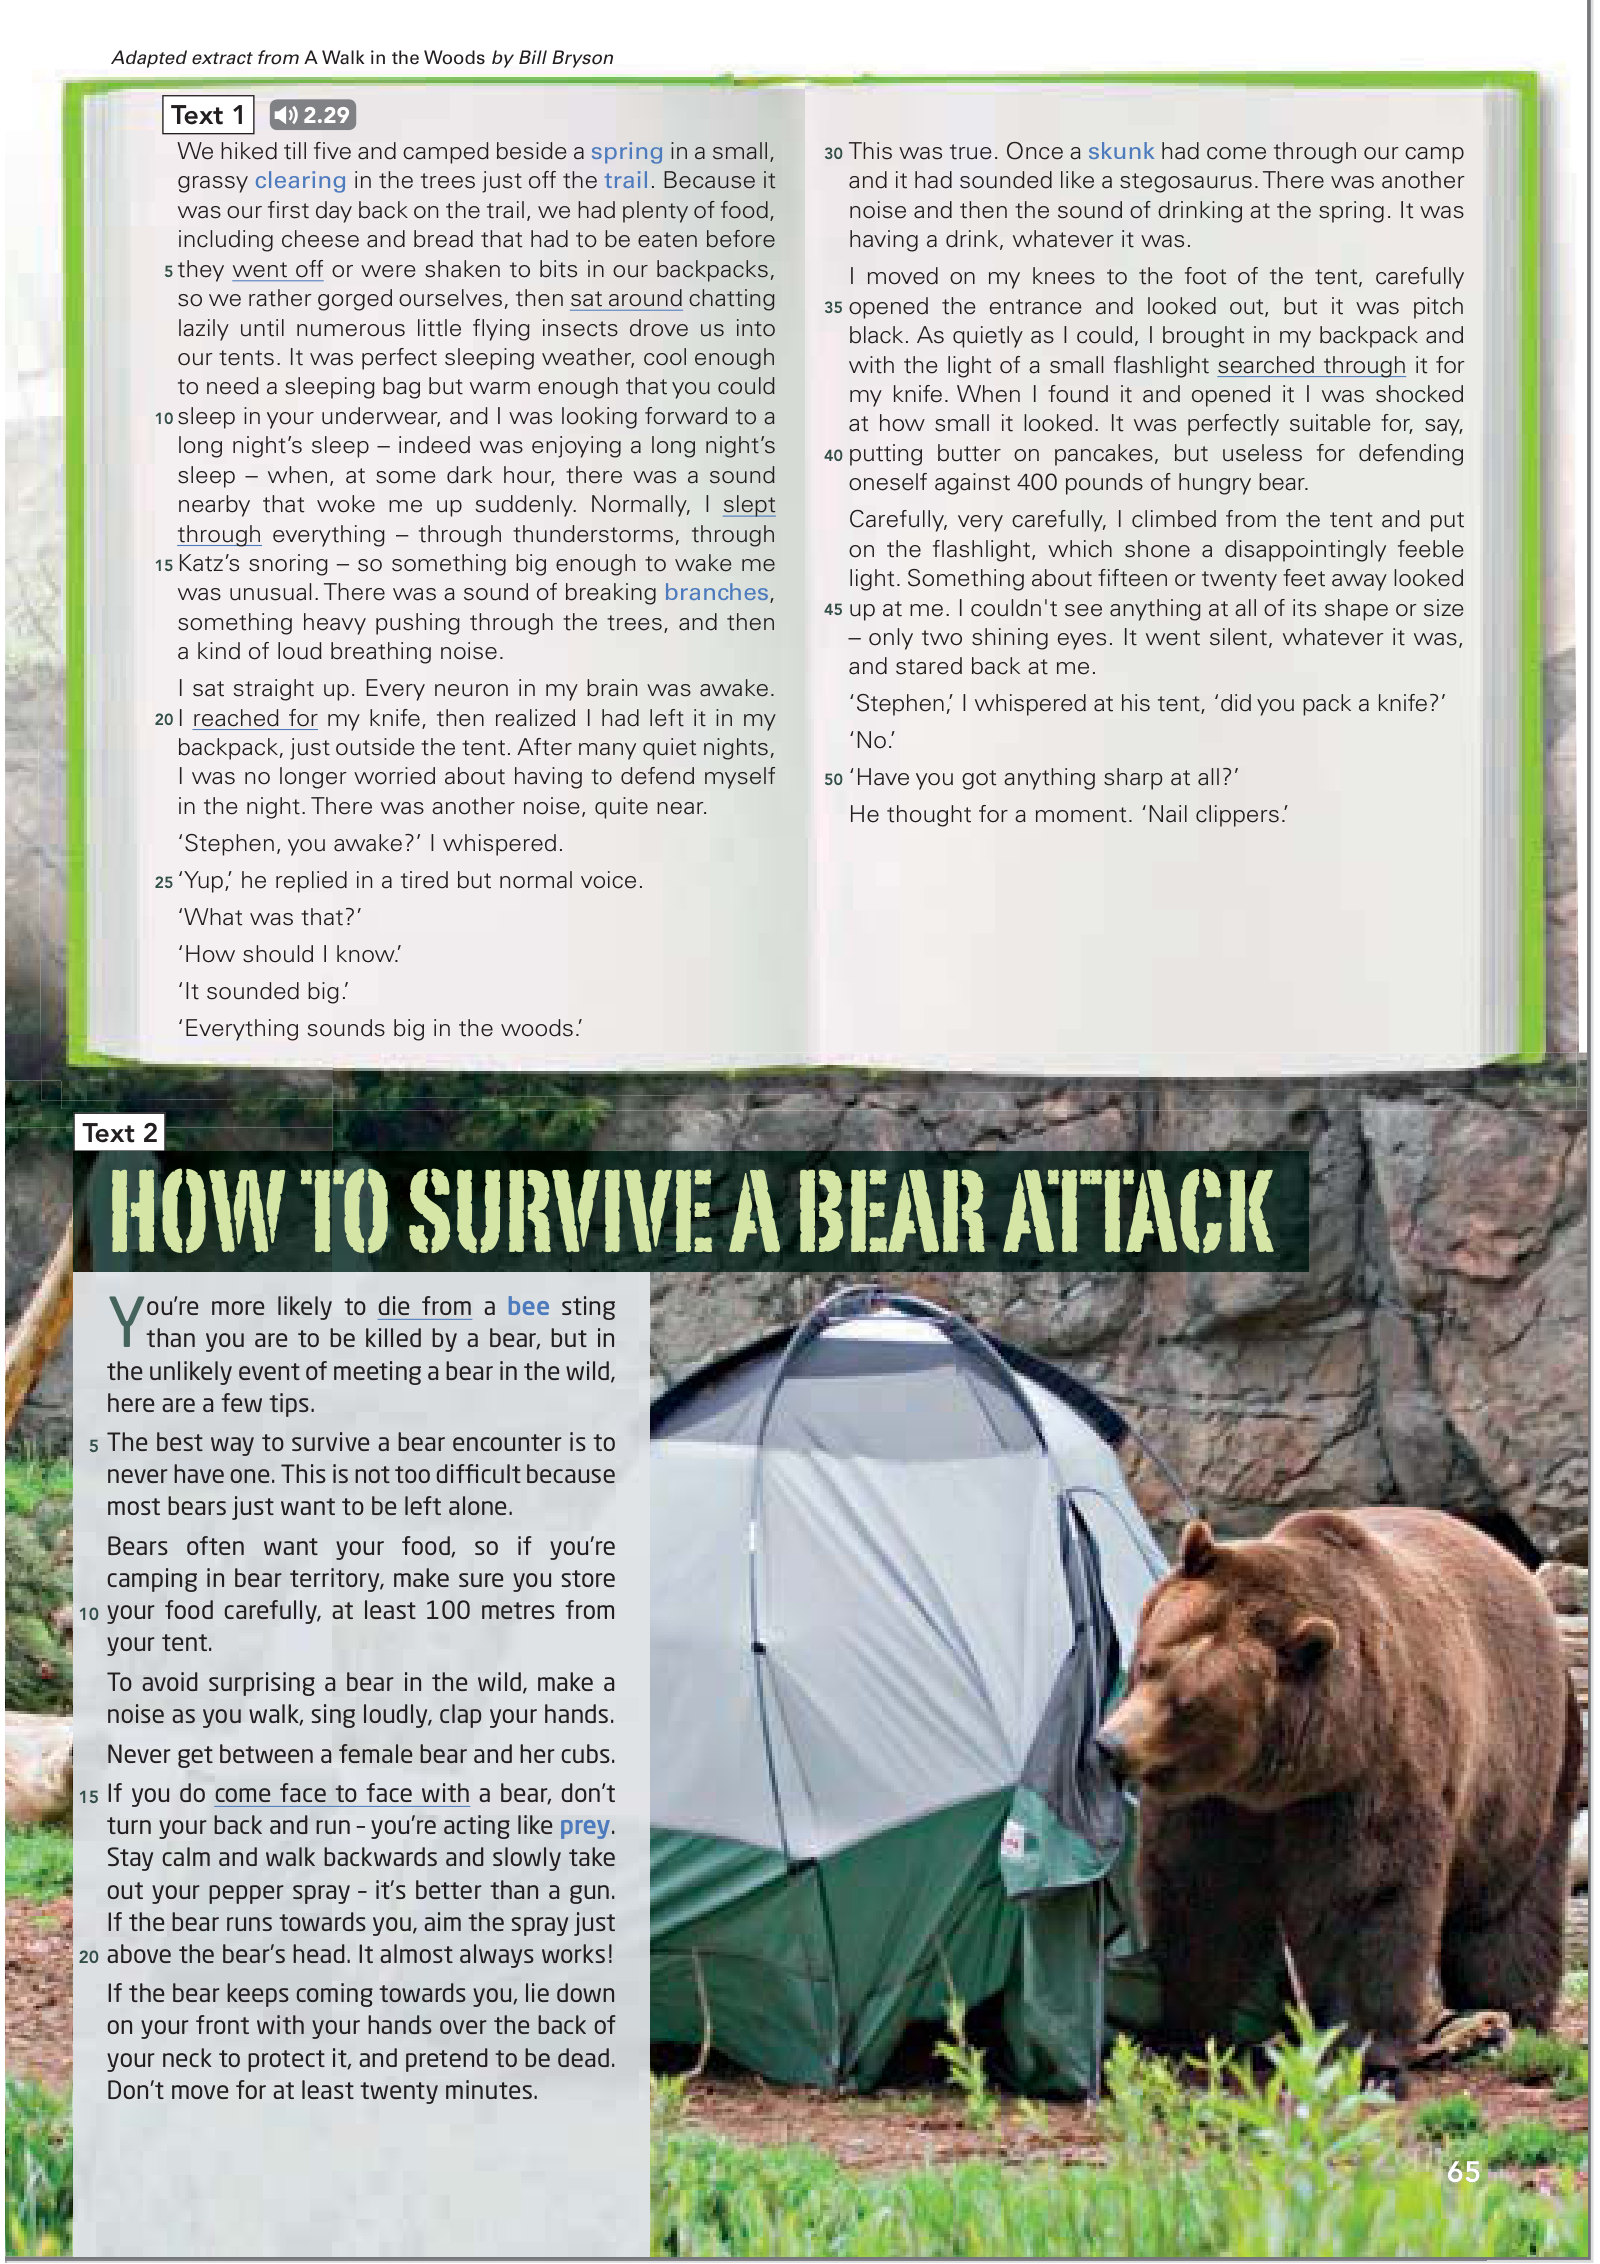 Adapted extract from A Walk in the Woods by Bill Bryson
Text 1
2.29
We hiked till five and camped beside a spring in a small,
grassy clearing in the trees just off the trail. Because it
was our first day back on the trail, we had plenty of food,
including cheese and bread that had to be eaten before
5 they went off or were shaken to bits in our backpacks,
so we rather gorged ourselves, then sat around chatting
lazily until numerous little flying insects drove us into
our tents. It was perfect sleeping weather, cool enough
to need a sleeping bag but warm enough that you could
10 sleep in your underwear, and I was looking forward to a
long night's sleep – indeed was enjoying a long night's
sleep – when, at some dark hour, there was a sound
nearby that woke me up suddenly. Normally, I slept
through everything – through thunderstorms, through
15 Katz's snoring – so something big enough to wake me
was unusual. There was a sound of breaking branches,
something heavy pushing through the trees, and then
a kind of loud breathing noise.
I sat straight up. Every neuron in my brain was awake.
20 I reached for my knife, then realized I had left it in my
backpack, just outside the tent. After many quiet nights,
I was no longer worried about having to defend myself
in the night. There was another noise, quite near.
‘Stephen, you awake?’ I whispered.
25 ‘Yup,’ he replied in a tired but normal voice.
‘What was that?’
‘How should I know.’
‘It sounded big.’
‘Everything sounds big in the woods.’
30 This was true. Once a skunk had come through our camp
and it had sounded like a stegosaurus. There was another
noise and then the sound of drinking at the spring. It was
having a drink, whatever it was.
I moved on my knees to the foot of the tent, carefully
35 opened the entrance and looked out, but it was pitch
black. As quietly as I could, I brought in my backpack and
with the light of a small flashlight searched through it for
my knife. When I found it and opened it I was shocked
at how small it looked. It was perfectly suitable for, say,
40 putting butter on pancakes, but useless for defending
oneself against 400 pounds of hungry bear.
Carefully, very carefully, I climbed from the tent and put
on the flashlight, which shone a disappointingly feeble
light. Something about fifteen or twenty feet away looked
45 up at me. I couldn't see anything at all of its shape or size
– only two shining eyes. It went silent, whatever it was,
and stared back at me.
‘Stephen,’ I whispered at his tent, ‘did you pack a knife?’
‘No.’
50 ‘Have you got anything sharp at all?’
He thought for a moment. ‘Nail clippers.’
Text 2
HOW TO SURVIVE A BEAR ATTACK
You're more likely to die from a bee sting
than you are to be killed by a bear, but in
the unlikely event of meeting a bear in the wild,
here are a few tips.
5 The best way to survive a bear encounter is to
never have one. This is not too difficult because
most bears just want to be left alone.
Bears often want your food, so if you're
camping in bear territory, make sure you store
10 your food carefully, at least 100 metres from
your tent.
To avoid surprising a bear in the wild, make a
noise as you walk, sing loudly, clap your hands.
Never get between a female bear and her cubs.
15 If you do come face to face with a bear, don't
turn your back and run – you're acting like prey.
Stay calm and walk backwards and slowly take
out your pepper spray – it's better than a gun.
If the bear runs towards you, aim the spray just
20 above the bear's head. It almost always works!
If the bear keeps coming towards you, lie down
on your front with your hands over the back of
your neck to protect it, and pretend to be dead.
Don't move for at least twenty minutes.
65